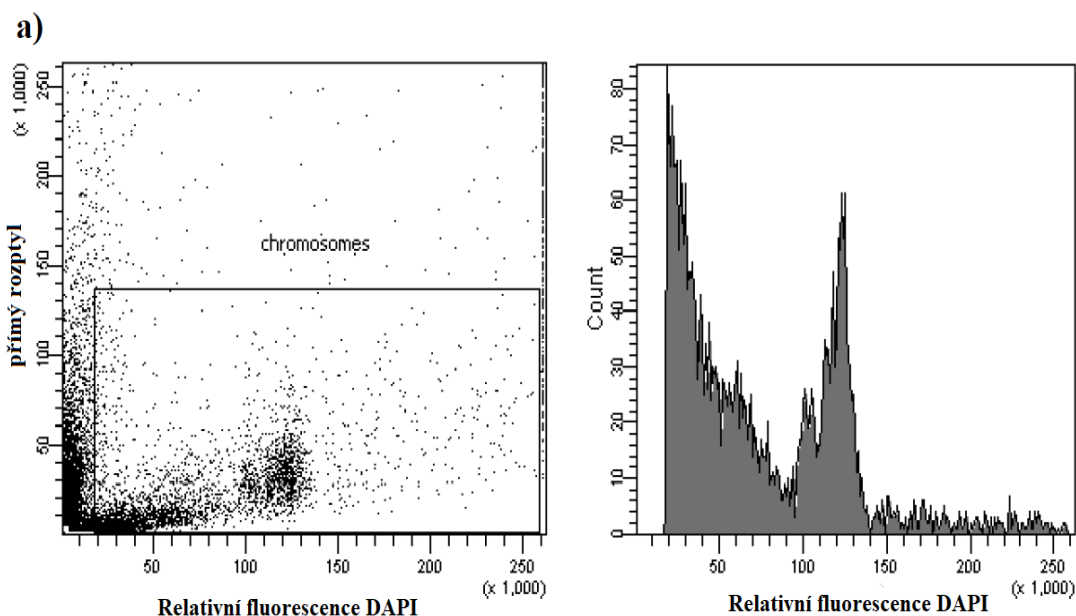 a)
(x 1,000)
250
200
150
100
50
přímý rozptyl
chromosomes
50
100
150
200
250
(x 1,000)
Relativní fluorescence DAPI
80
70
60
50
40
30
20
10
0
Count
50
100
150
200
250
(x 1,000)
Relativní fluorescence DAPI